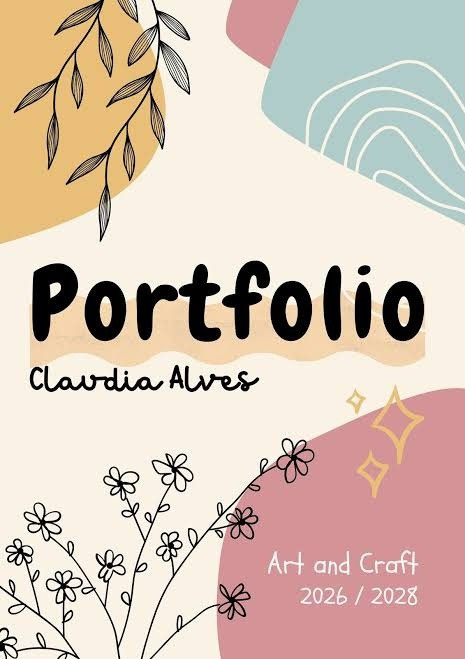 Portfolio
Claudia Alves
Art and Craft
2026 / 2028